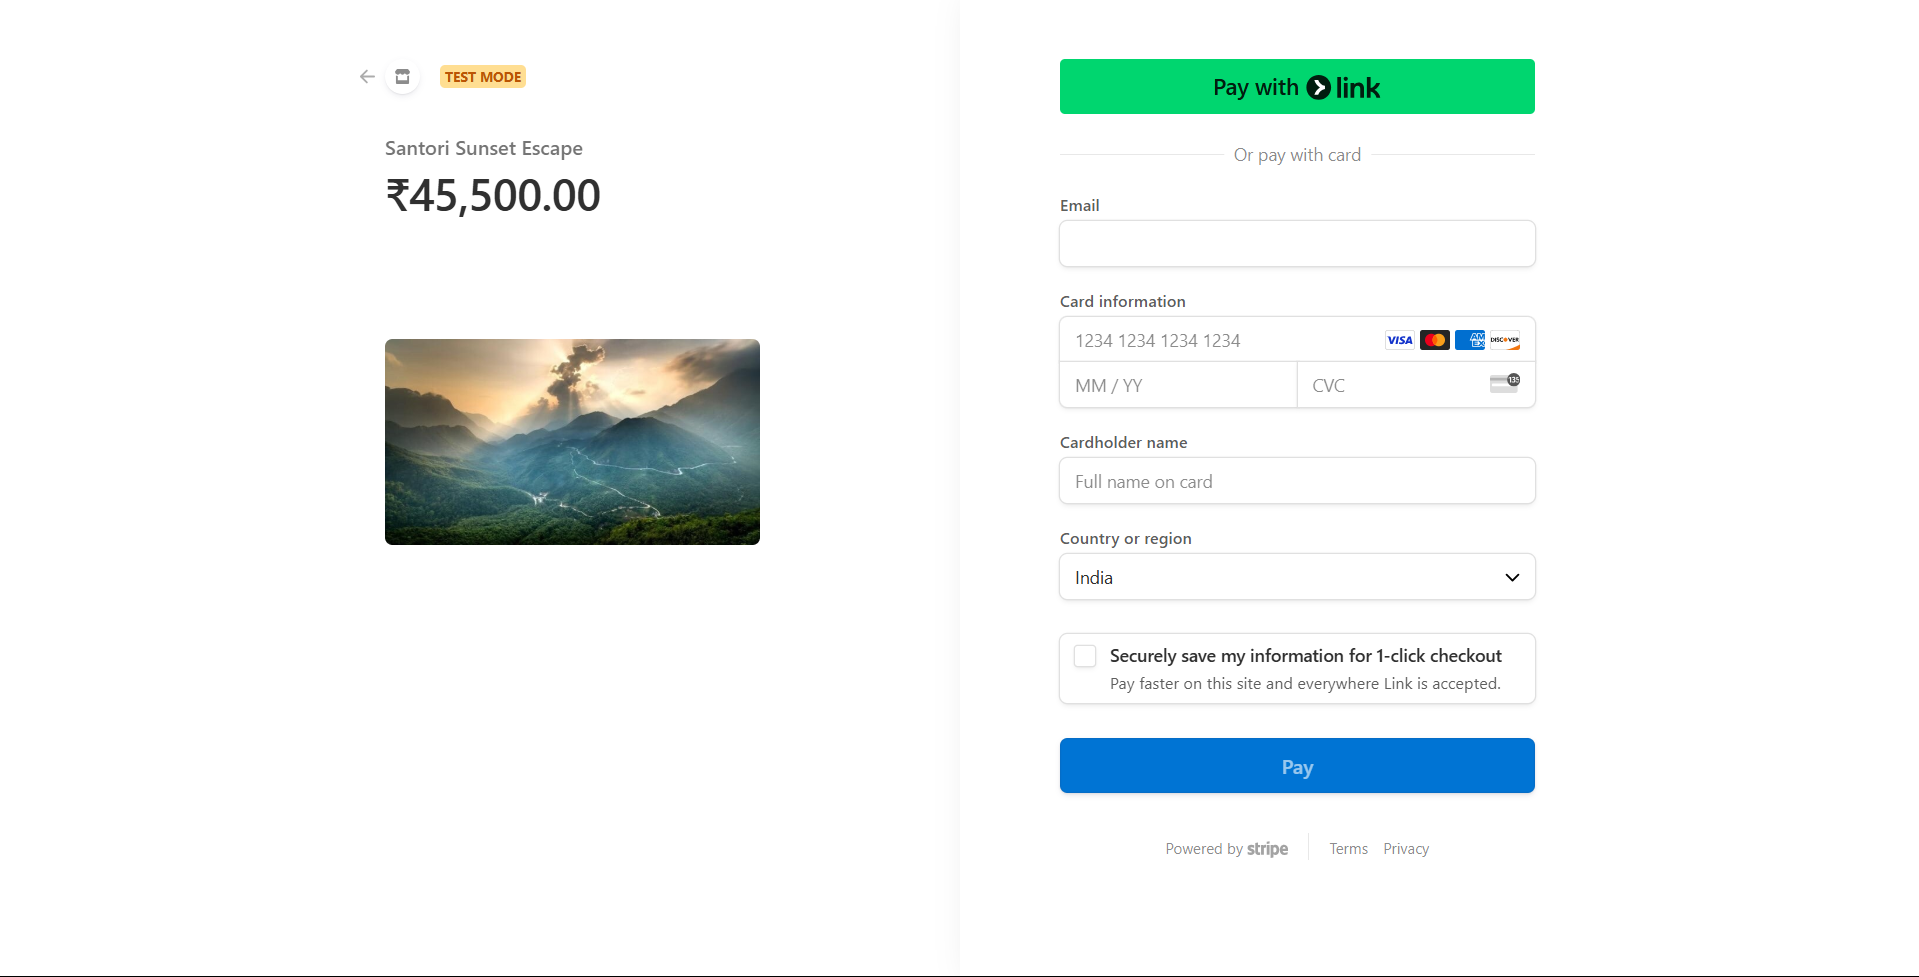 TEST MODE
Santori Sunset Escape
₹45,500.00
Pay with link
Or pay with card
Email
Card information
1234 1234 1234 1234
VISA
AM
EX
DISCOVER
MM / YY
CVC
135
Cardholder name
Full name on card
Country or region
India
Securely save my information for 1-click checkout
Pay faster on this site and everywhere Link is accepted.
Pay
Powered by stripe
Terms
Privacy